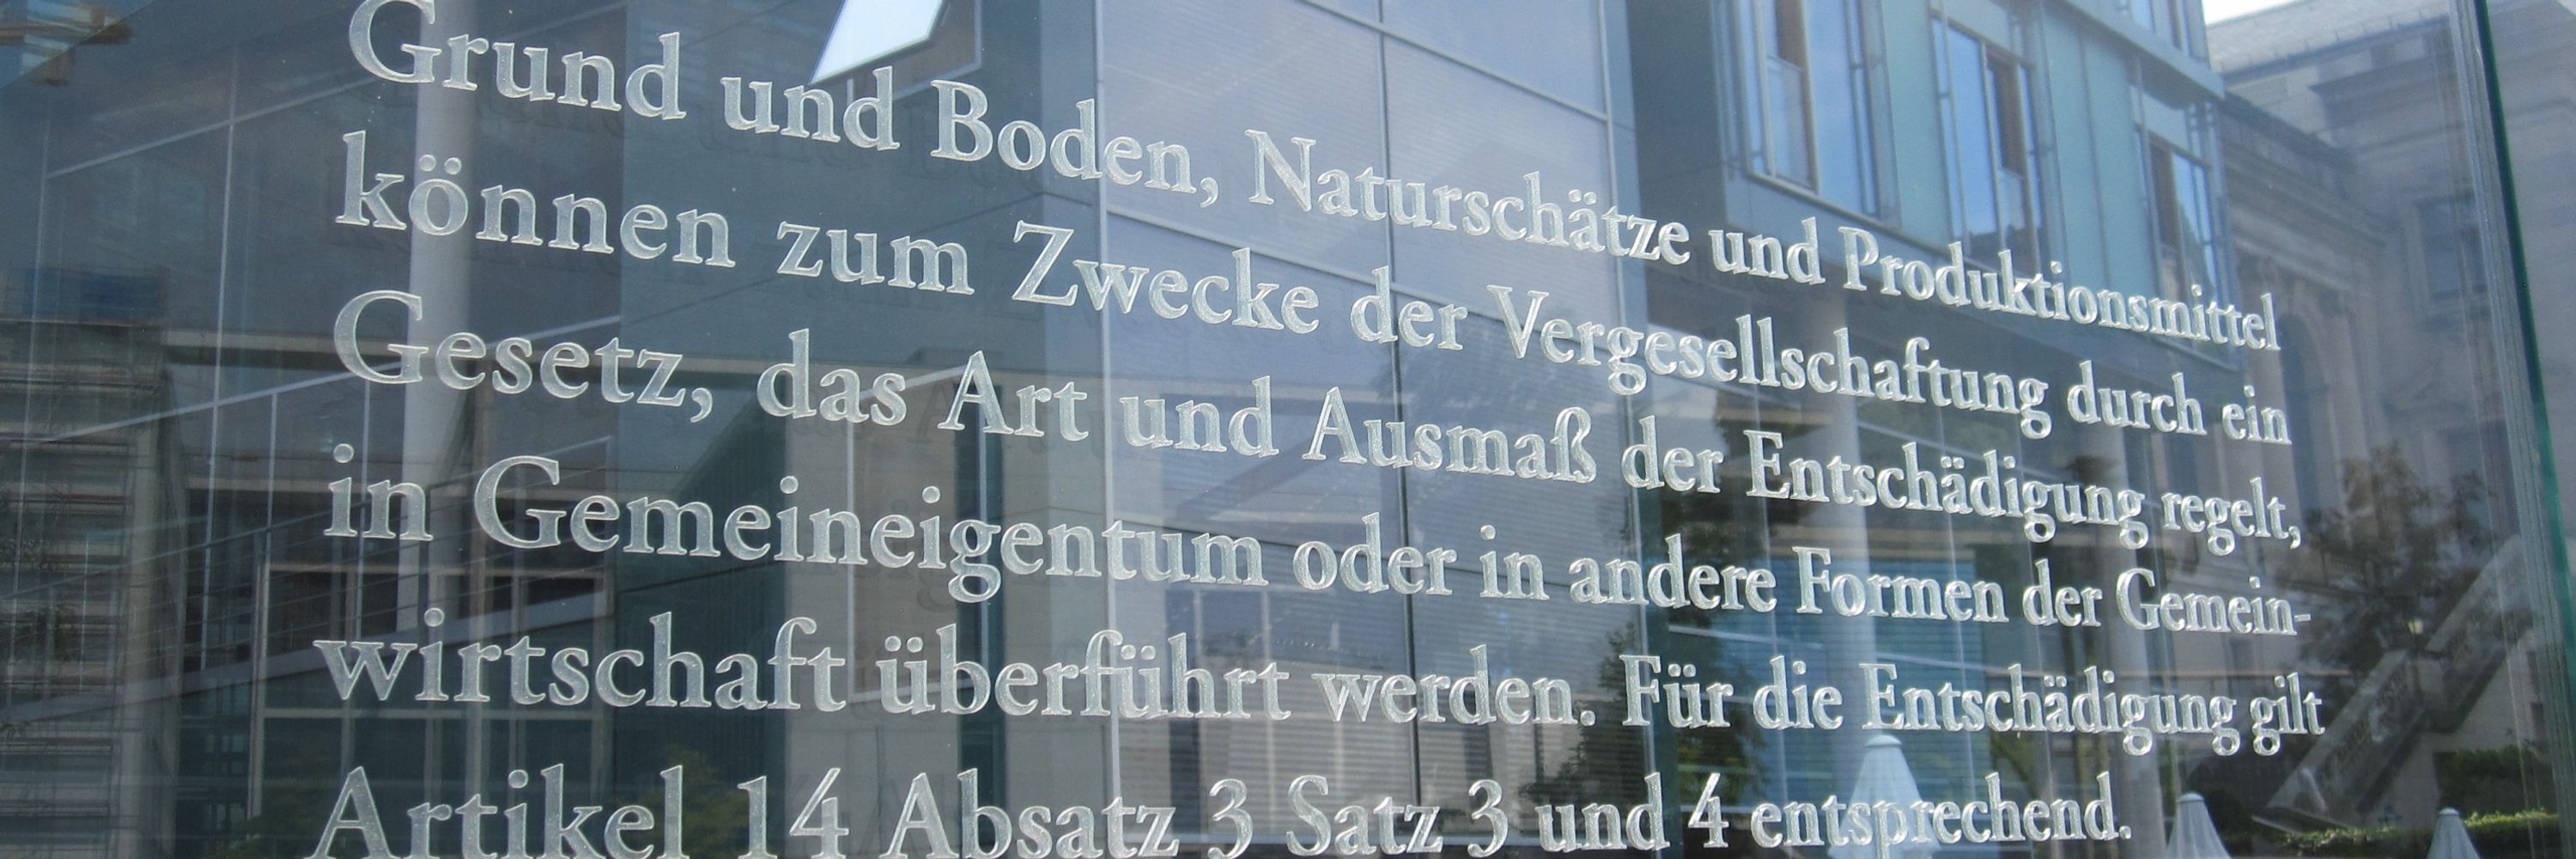 Grund und Boden, Naturschätze und Produktionsmittel
können zum Zwecke der Vergesellschaftung durch ein
Gesetz, das Art und Ausmaß der Entschädigung regelt,
in Gemeineigentum oder in andere Formen der Gemein-
wirtschaft überführt werden. Für die Entschädigung gilt
Artikel 14 Absatz 3 Satz 3 und 4 entsprechend.